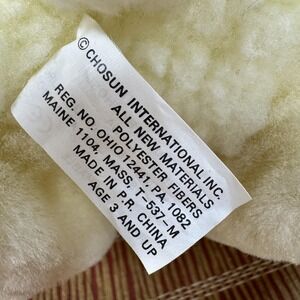 © CHOSUN INTERNATIONAL INC.
ALL NEW MATERIALS
POLYESTER FIBERS
REG. NO. OHIO 12441, PA. 1082
MAINE 1104, MASS. T-537-M
MADE IN P.R. CHINA
AGE 3 AND UP